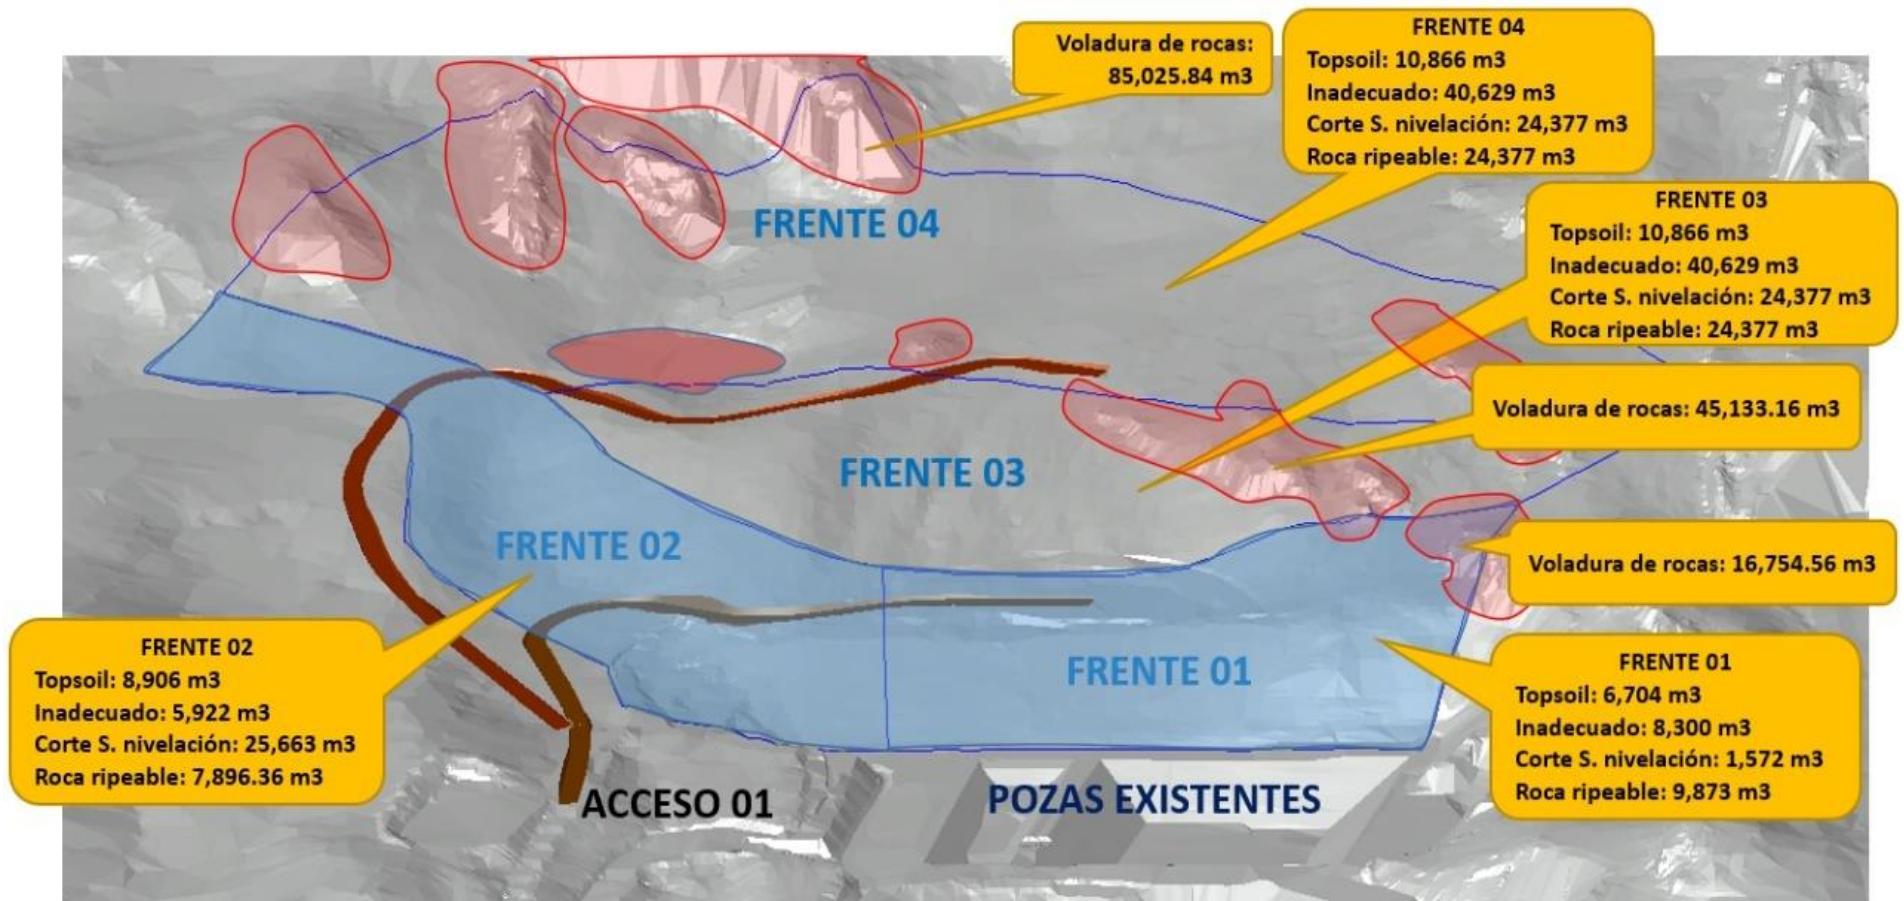 Voladura de rocas:
85,025.84 m3
FRENTE 04
Topsoil: 10,866 m3
Inadecuado: 40,629 m3
Corte S. nivelación: 24,377 m3
Roca ripeable: 24,377 m3
FRENTE 03
Topsoil: 10,866 m3
Inadecuado: 40,629 m3
Corte S. nivelación: 24,377 m3
Roca ripeable: 24,377 m3
FRENTE 04
Voladura de rocas: 45,133.16 m3
FRENTE 03
FRENTE 02
Voladura de rocas: 16,754.56 m3
FRENTE 02
Topsoil: 8,906 m3
Inadecuado: 5,922 m3
Corte S. nivelación: 25,663 m3
Roca ripeable: 7,896.36 m3
FRENTE 01
FRENTE 01
Topsoil: 6,704 m3
Inadecuado: 8,300 m3
Corte S. nivelación: 1,572 m3
Roca ripeable: 9,873 m3
ACCESO 01
POZAS EXISTENTES